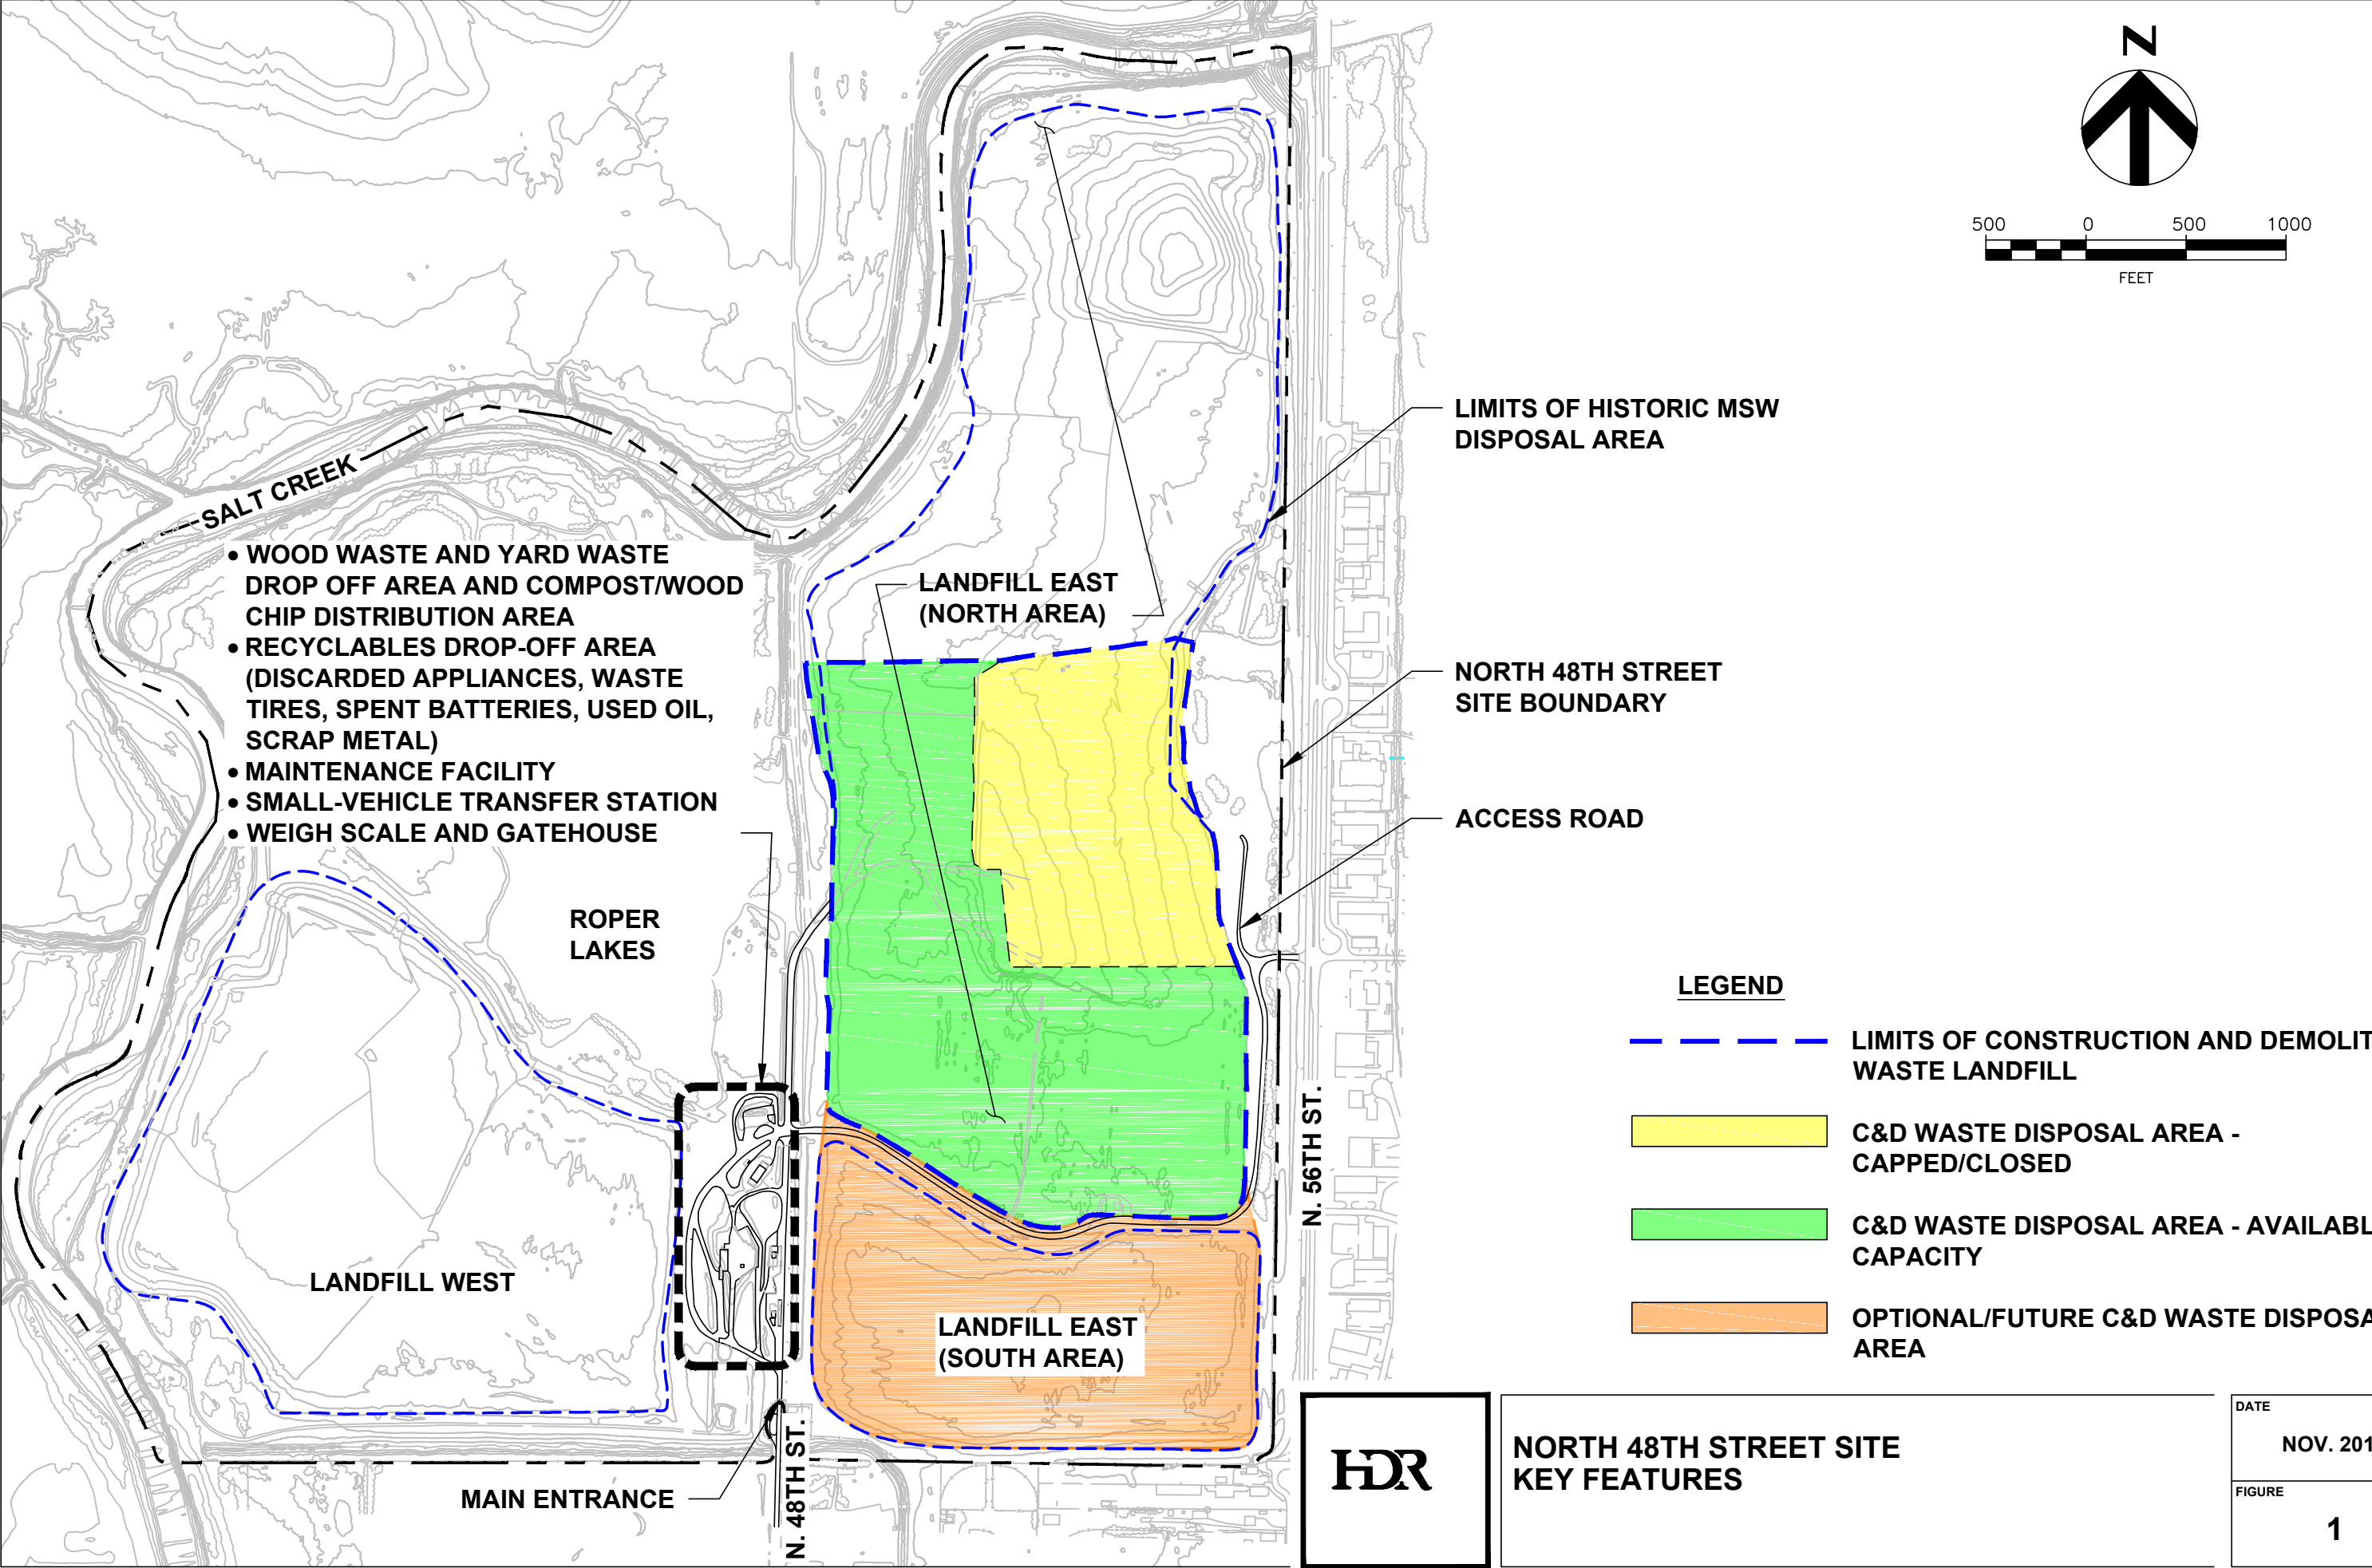 N
500 0 500 1000
FEET
LIMITS OF HISTORIC MSW
DISPOSAL AREA
SALT CREEK
• WOOD WASTE AND YARD WASTE
DROP OFF AREA AND COMPOST/WOOD
CHIP DISTRIBUTION AREA
• RECYCLABLES DROP-OFF AREA
(DISCARDED APPLIANCES, WASTE
TIRES, SPENT BATTERIES, USED OIL,
SCRAP METAL)
• MAINTENANCE FACILITY
• SMALL-VEHICLE TRANSFER STATION
• WEIGH SCALE AND GATEHOUSE
LANDFILL EAST
(NORTH AREA)
NORTH 48TH STREET
SITE BOUNDARY
ACCESS ROAD
ROPER
LAKES
LEGEND
LIMITS OF CONSTRUCTION AND DEMOLIT
WASTE LANDFILL
C&D WASTE DISPOSAL AREA -
CAPPED/CLOSED
C&D WASTE DISPOSAL AREA - AVAILABL
CAPACITY
OPTIONAL/FUTURE C&D WASTE DISPOSA
AREA
N. 56TH ST.
LANDFILL WEST
LANDFILL EAST
(SOUTH AREA)
MAIN ENTRANCE
N. 48TH ST.
HDR
NORTH 48TH STREET SITE
KEY FEATURES
DATE
NOV. 201
FIGURE
1